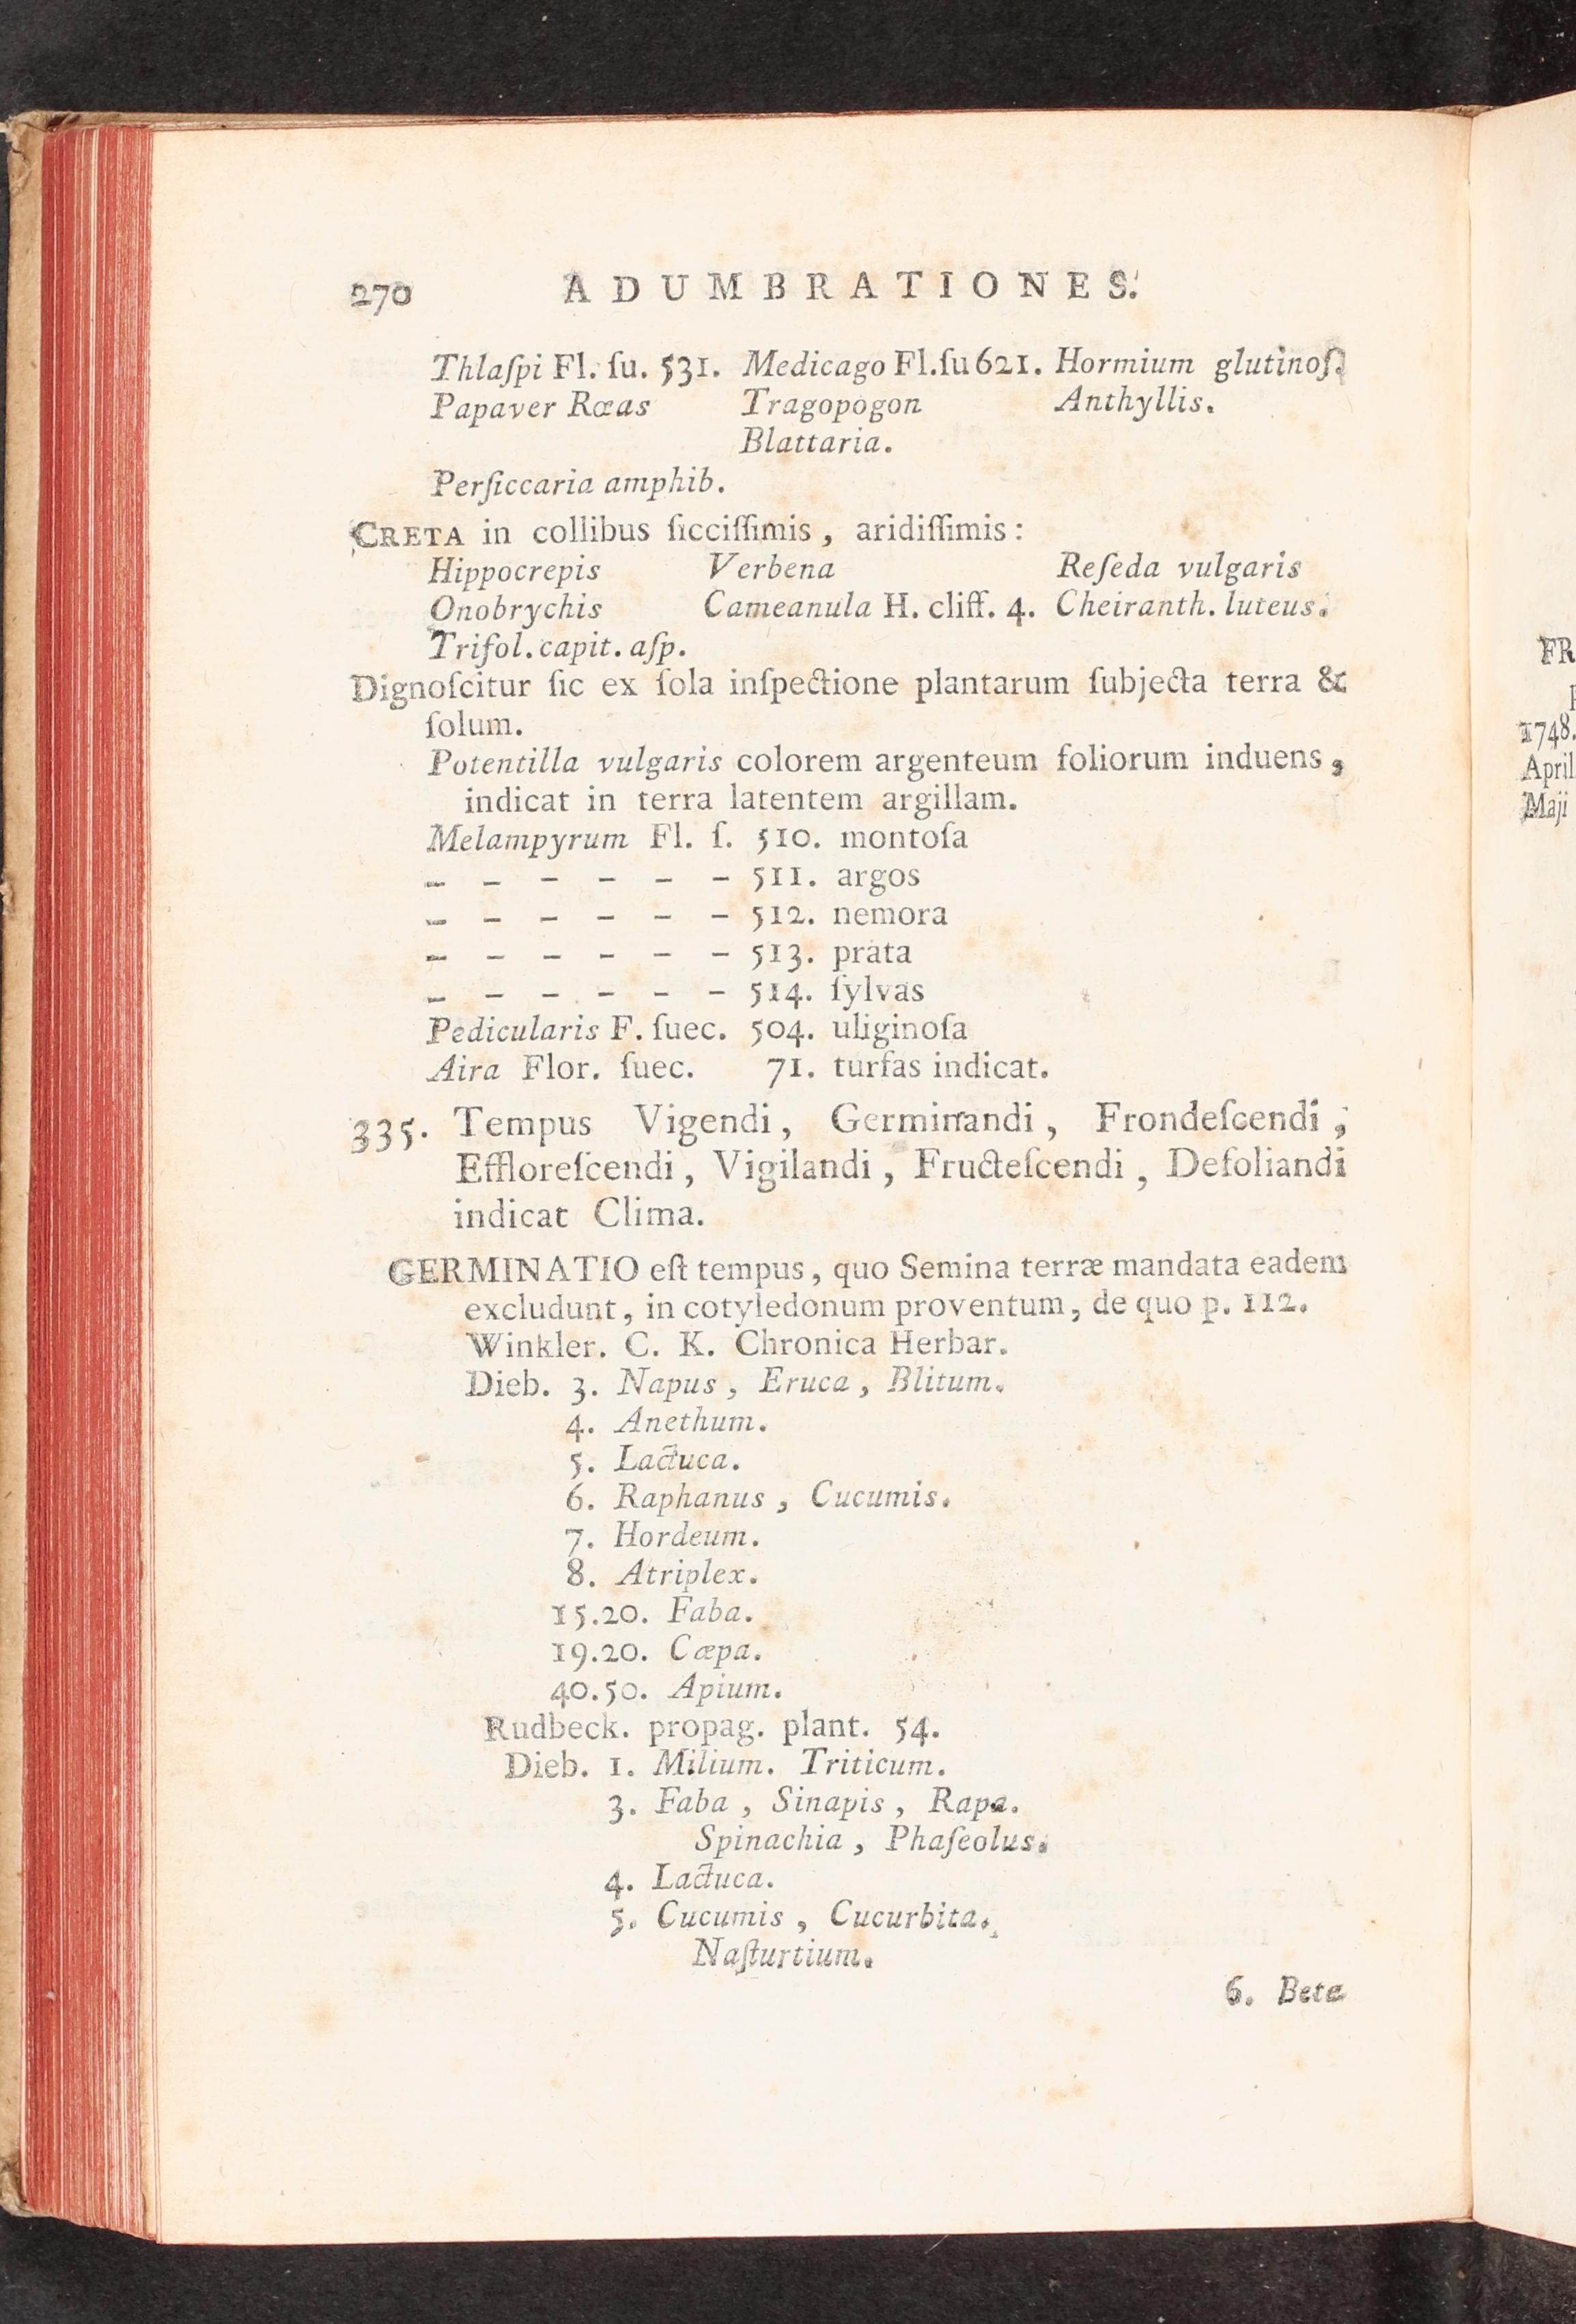 270 ADUMBRATIONES.
Thlaſpi Fl. ſu. 531. Medicago Fl.ſu 621. Hormium glutinoſ.
Papaver Rœas Tragopogon Anthyllis.
Blattaria.
Perſiccaria amphib.
CRETA in collibus ſicciſſimis, aridiſſimis:
Hippocrepis Verbena Reſeda vulgaris
Onobrychis Cameanula H. cliff. 4. Cheiranth. luteus.
Trifol. capit. aſp.
Dignoſcitur ſic ex ſola inſpectione plantarum ſubjecta terra &
ſolum.
Potentilla vulgaris colorem argenteum foliorum induens,
indicat in terra latentem argillam.
Melampyrum Fl. ſ. 510. montoſa
– – – – – – 511. argos
– – – – – – 512. nemora
– – – – – – 513. prata
– – – – – – 514. ſylvas
Pedicularis F. ſuec. 504. uliginoſa
Aira Flor. ſuec. 71. turfas indicat.
335. Tempus Vigendi, Germinandi, Frondeſcendi,
Effloreſcendi, Vigilandi, Fructeſcendi, Defoliandi
indicat Clima.
GERMINATIO eſt tempus, quo Semina terræ mandata eadem
excludunt, in cotyledonum proventum, de quo p. 112.
Winkler. C. K. Chronica Herbar.
Dieb. 3. Napus, Eruca, Blitum.
4. Anethum.
5. Lactuca.
6. Raphanus, Cucumis.
7. Hordeum.
8. Atriplex.
15.20. Faba.
19.20. Cæpa.
40.50. Apium.
Rudbeck. propag. plant. 54.
Dieb. 1. Milium. Triticum.
3. Faba, Sinapis, Rapa.
Spinachia, Phaſeolus.
4. Lactuca.
5. Cucumis, Cucurbita.
Naſturtium.
6. Beta
FR
1748.
April
Maji